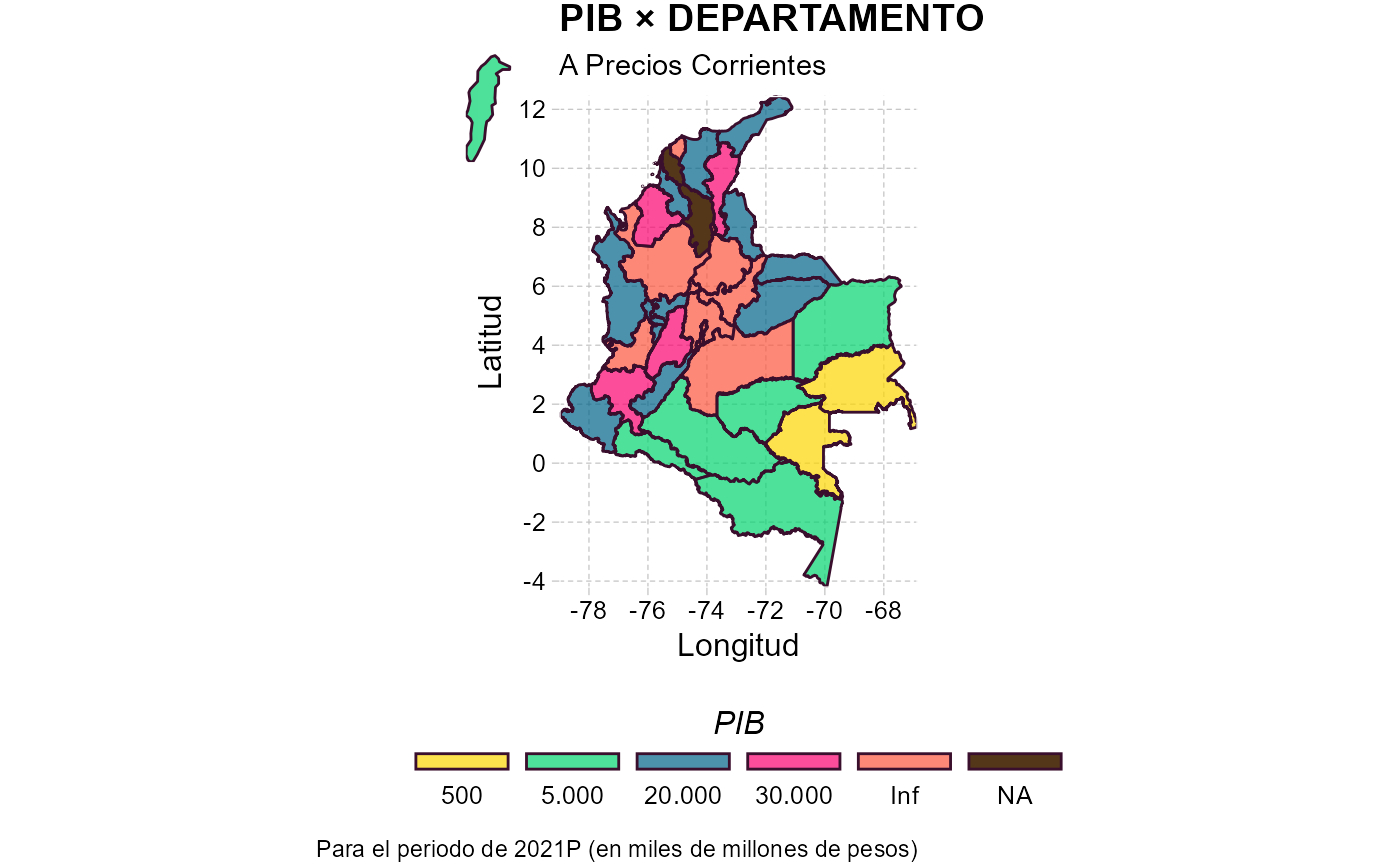 PIB × DEPARTAMENTO
A Precios Corrientes
12
10
8
6
4
2
0
-2
-4
Latitud
-78 -76 -74 -72 -70 -68
Longitud
PIB
500 5.000 20.000 30.000 Inf NA
Para el periodo de 2021P (en miles de millones de pesos)